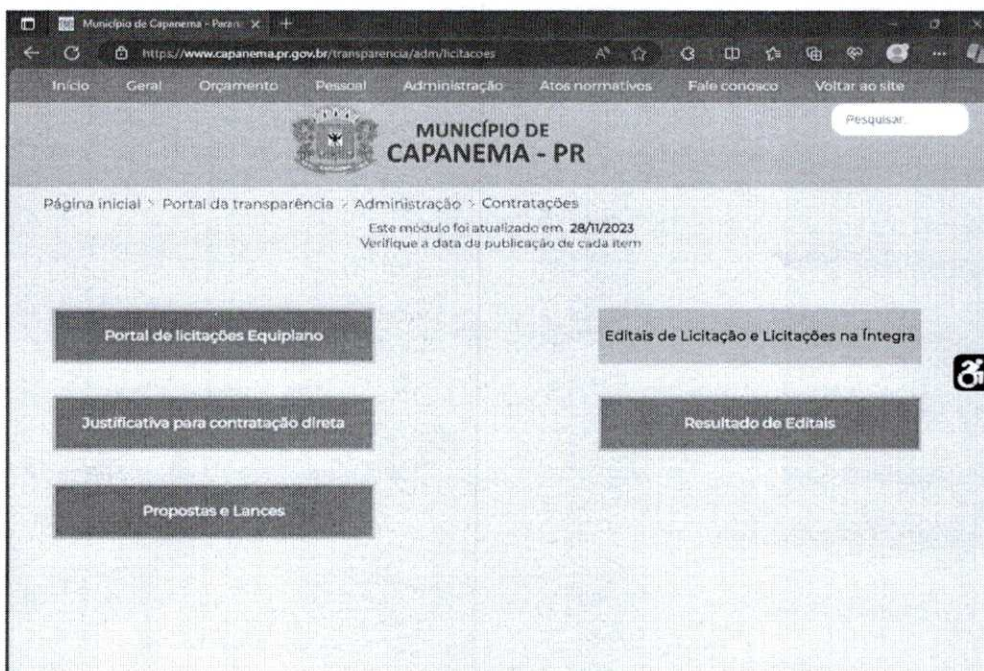 Município de Capanema - Paran
https://www.capanema.pr.gov.br/transparencia/adm/licitacoes
Início Geral Orçamento Pessoal Administração Atos normativos Fale conosco Voltar ao site
Pesquisar:
MUNICÍPIO DE
CAPANEMA - PR
Página inicial > Portal da transparência > Administração > Contratações
Este módulo foi atualizado em 28/11/2023
Verifique a data da publicação de cada item
Portal de licitações Equiplano
Editais de Licitação e Licitações na Íntegra
Justificativa para contratação direta
Resultado de Editais
Propostas e Lances